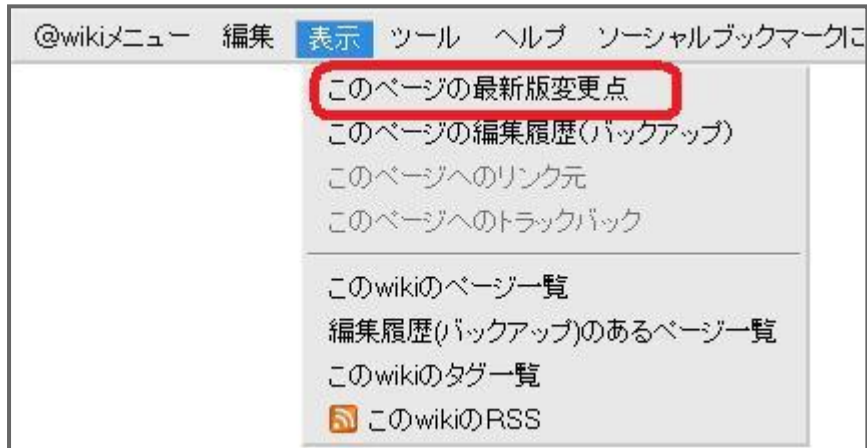 @wikiメニュー 編集 表示 ツール ヘルプ ソーシャルブックマークに
このページの最新版変更点
このページの編集履歴(バックアップ)
このページへのリンク元
このページへのトラックバック
このwikiのページ一覧
編集履歴(バックアップ)のあるページ一覧
このwikiのタグ一覧
このwikiのRSS